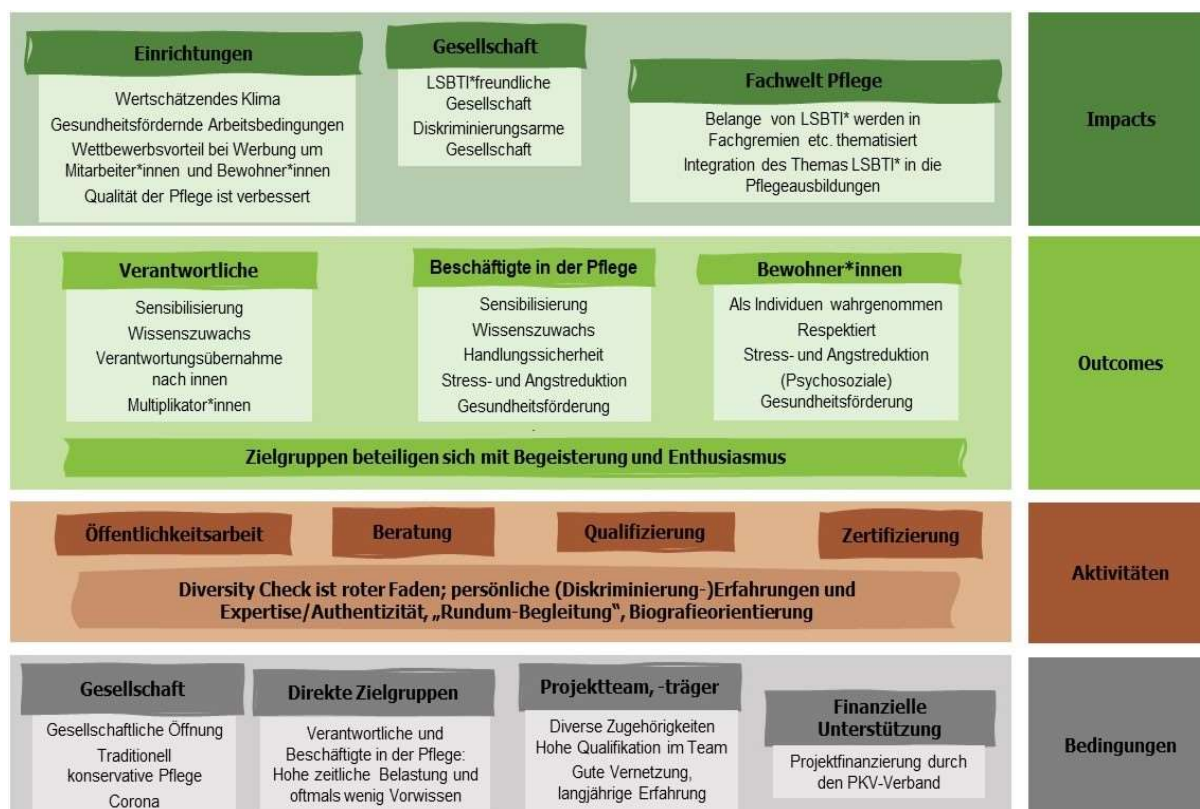 Einrichtungen
Wertschätzendes Klima
Gesundheitsfördernde Arbeitsbedingungen
Wettbewerbsvorteil bei Werbung um
Mitarbeiter*innen und Bewohner*innen
Qualität der Pflege ist verbessert
Gesellschaft
LSBTI*freundliche
Gesellschaft
Diskriminierungsarme
Gesellschaft
Fachwelt Pflege
Belange von LSBTI* werden in
Fachgremien etc. thematisiert
Integration des Themas LSBTI* in die
Pflegeausbildungen
Impacts
Verantwortliche
Sensibilisierung
Wissenszuwachs
Verantwortungsübernahme
nach innen
Multiplikator*innen
Beschäftigte in der Pflege
Sensibilisierung
Wissenszuwachs
Handlungssicherheit
Stress- und Angstreduktion
Gesundheitsförderung
.
Bewohner*innen
Als Individuen wahrgenommen
Respektiert
Stress- und Angstreduktion
(Psychosoziale)
Gesundheitsförderung
Zielgruppen beteiligen sich mit Begeisterung und Enthusiasmus
Outcomes
Öffentlichkeitsarbeit
Beratung
Qualifizierung
Zertifizierung
Diversity Check ist roter Faden; persönliche (Diskriminierung-)Erfahrungen und
Expertise/Authentizität, „Rundum-Begleitung“, Biografieorientierung
Aktivitäten
Gesellschaft
Gesellschaftliche Öffnung
Traditionell
konservative Pflege
Corona
Direkte Zielgruppen
Verantwortliche und
Beschäftigte in der Pflege:
Hohe zeitliche Belastung und
oftmals wenig Vorwissen
Projektteam, -träger
Diverse Zugehörigkeiten
Hohe Qualifikation im Team
Gute Vernetzung,
langjährige Erfahrung
Finanzielle
Unterstützung
Projektfinanzierung durch
den PKV-Verband
Bedingungen